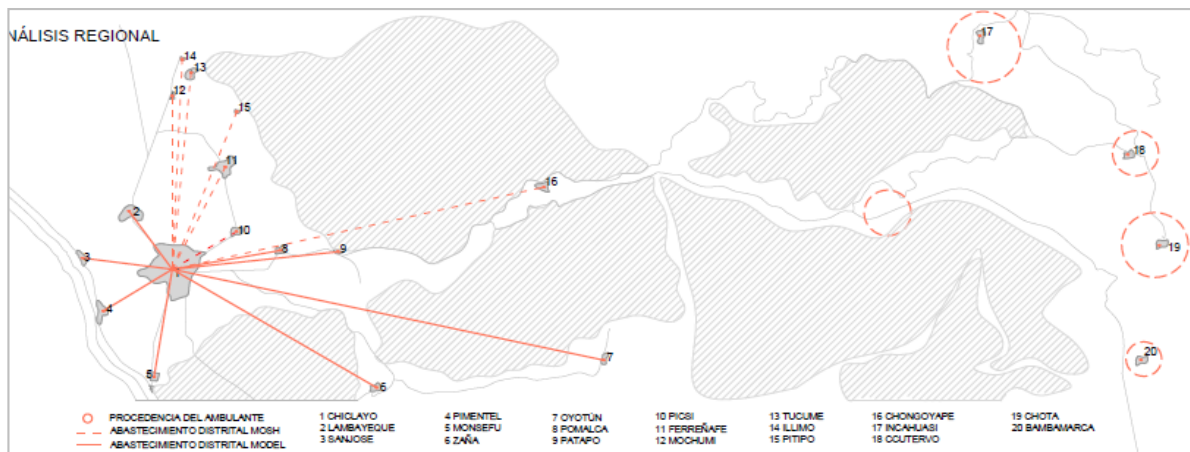 NÁLISIS REGIONAL
17
14
13
12
15
11
18
16
2
10
8
9
19
3
1
4
7
20
5
6
PROCEDENCIA DEL AMBULANTE
ABASTECIMIENTO DISTRITAL MOSH
ABASTECIMIENTO DISTRITAL MODEL
1 CHICLAYO
2 LAMBAYEQUE
3 SANJOSE
4 PIMENTEL
5 MONSEFU
6 ZAÑA
7 OYOTÚN
8 POMALCA
9 PATAPO
10 PICSI
11 FERREÑAFE
12 MOCHUMI
13 TUCUME
14 ILLIMO
15 PITIPO
16 CHONGOYAPE
17 INCAHUASI
18 CCUTERVO
19 CHOTA
20 BAMBAMARCA